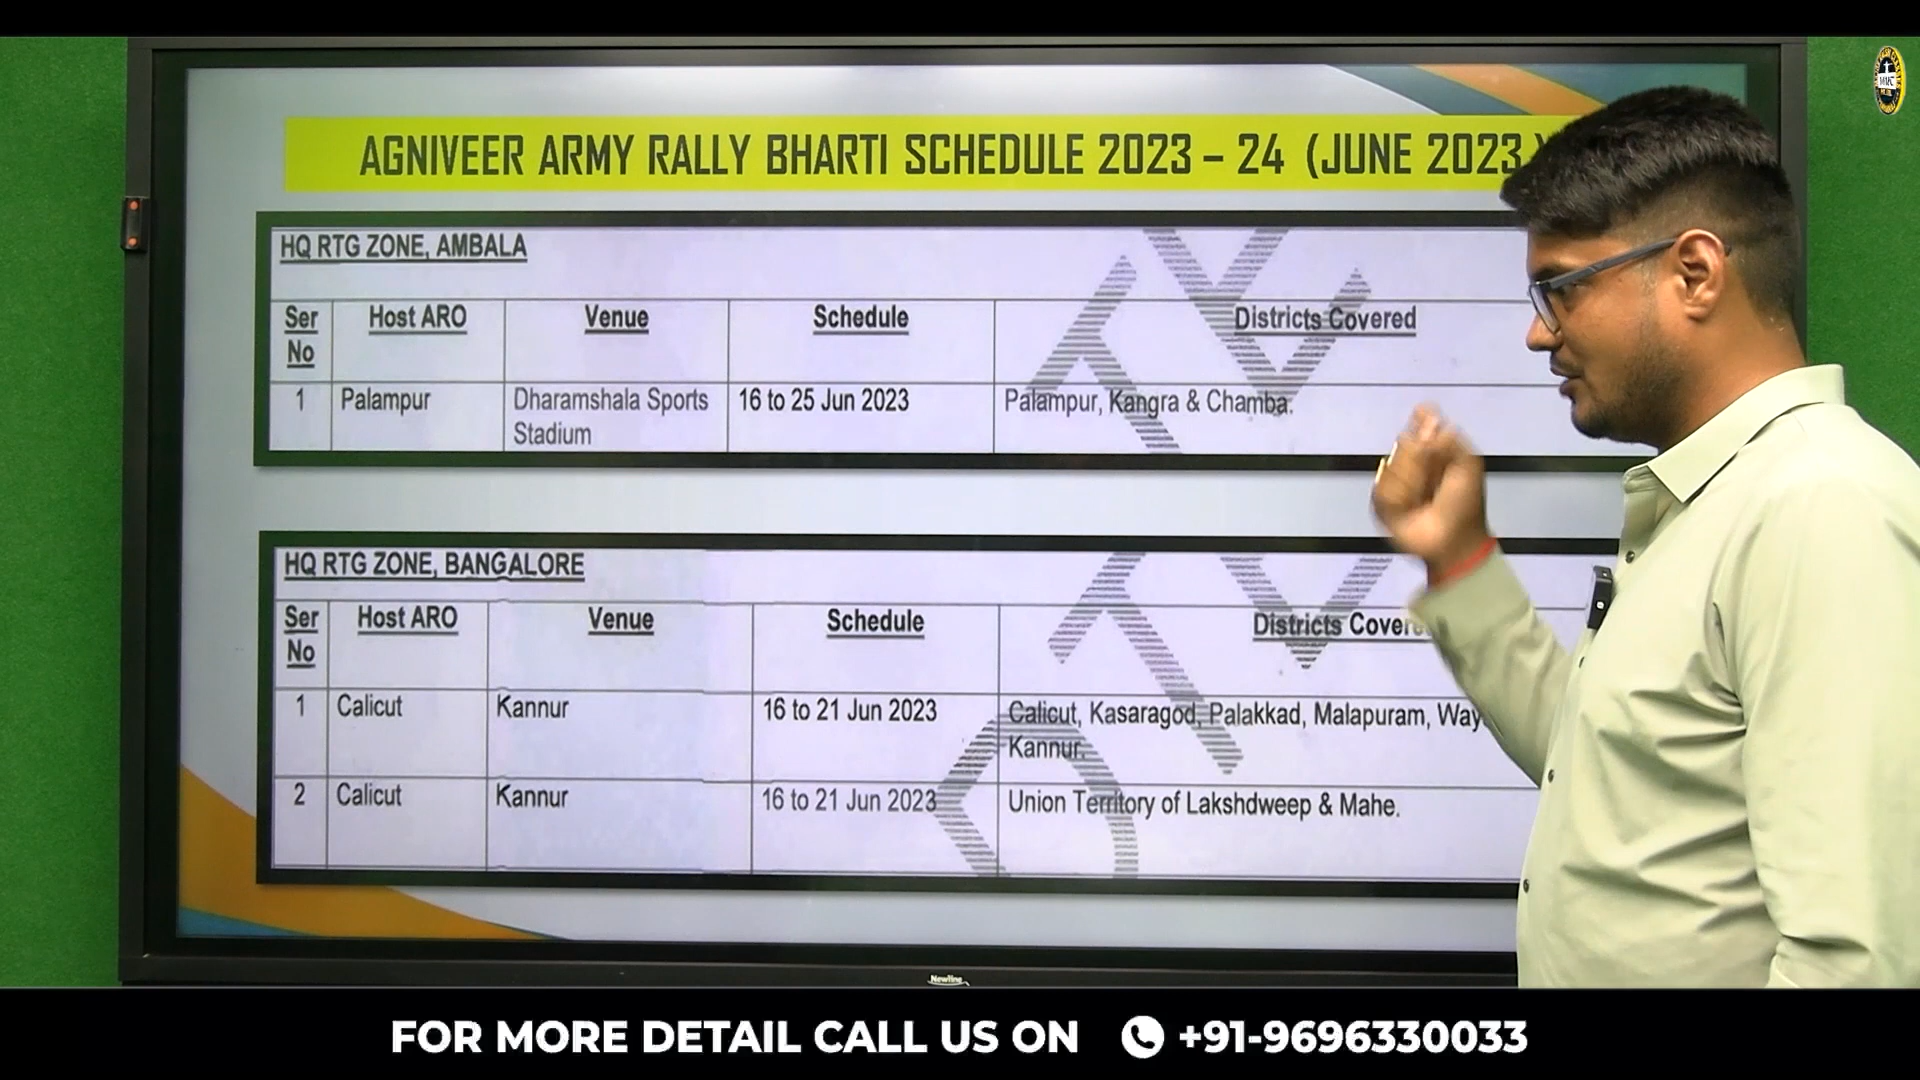 AGNIVEER ARMY RALLY BHARTI SCHEDULE 2023 – 24 (JUNE 2023)
HQ RTG ZONE, AMBALA
Ser No Host ARO Venue Schedule Districts Covered
1 Palampur Dharamshala Sports Stadium 16 to 25 Jun 2023 Palampur, Kangra & Chamba.
HQ RTG ZONE, BANGALORE
Ser No Host ARO Venue Schedule Districts
1 Calicut Kannur 16 to 21 Jun 2023 Calicut, Kasaragod, Palakkad, Malapuram,
Kannur.
2 Calicut Kannur 16 to 21 Jun 2023 Union Territory of Lakshdweep & Mahe.
Newline
FOR MORE DETAIL CALL US ON +91-9696330033